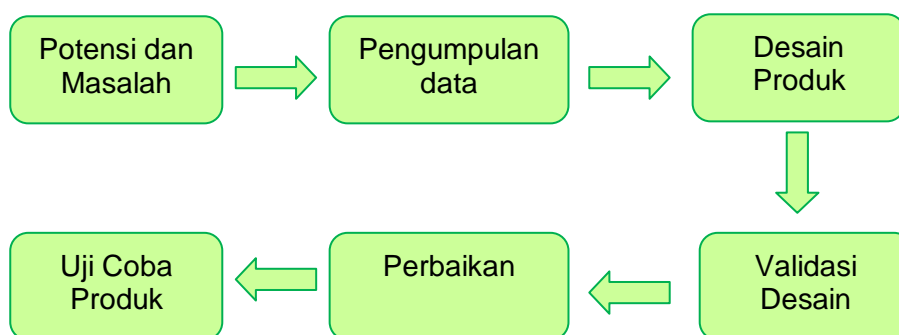 Potensi dan
Masalah
Pengumpulan
data
Desain
Produk
Validasi
Desain
Perbaikan
Uji Coba
Produk